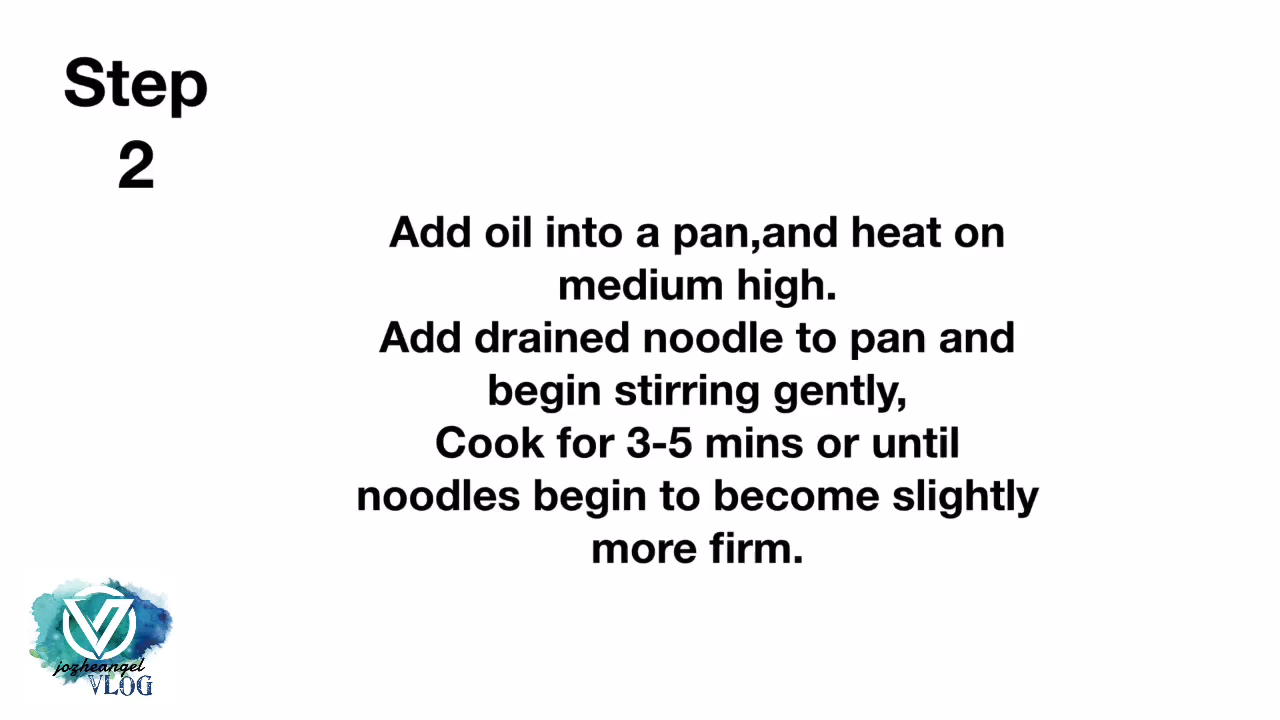 Step
2
Add oil into a pan,and heat on
medium high.
Add drained noodle to pan and
begin stirring gently,
Cook for 3-5 mins or until
noodles begin to become slightly
more firm.
jozheangel
VLOG